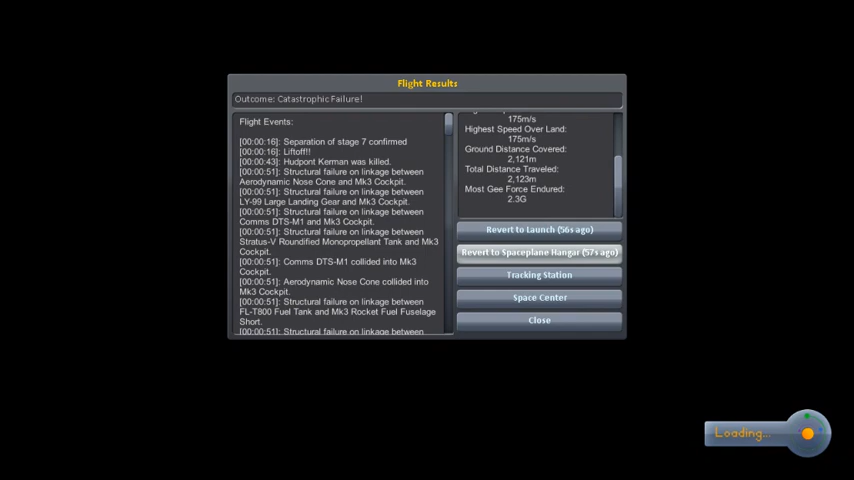 Flight Results
Outcome: Catastrophic Failure!
Flight Events:
[00:00:16]: Separation of stage 7 confirmed
[00:00:16]: Liftoff!!
[00:00:43]: Hudpont Kerman was killed.
[00:00:51]: Structural failure on linkage between
Aerodynamic Nose Cone and Mk3 Cockpit.
[00:00:51]: Structural failure on linkage between
LY-99 Large Landing Gear and Mk3 Cockpit.
[00:00:51]: Structural failure on linkage between
Comms DTS-M1 and Mk3 Cockpit.
[00:00:51]: Structural failure on linkage between
Stratus-V Roundified Monopropellant Tank and Mk3
Cockpit.
[00:00:51]: Comms DTS-M1 collided into Mk3
Cockpit.
[00:00:51]: Aerodynamic Nose Cone collided into
Mk3 Cockpit.
[00:00:51]: Structural failure on linkage between
FL-T800 Fuel Tank and Mk3 Rocket Fuel Fuselage
Short.
[00:00:51]: Structural failure on linkage between
175m/s
Highest Speed Over Land:
175m/s
Ground Distance Covered:
2,121m
Total Distance Traveled:
2,123m
Most Gee Force Endured:
2.3G
Revert to Launch (56s ago)
Revert to Spaceplane Hangar (57s ago)
Tracking Station
Space Center
Close
Loading...